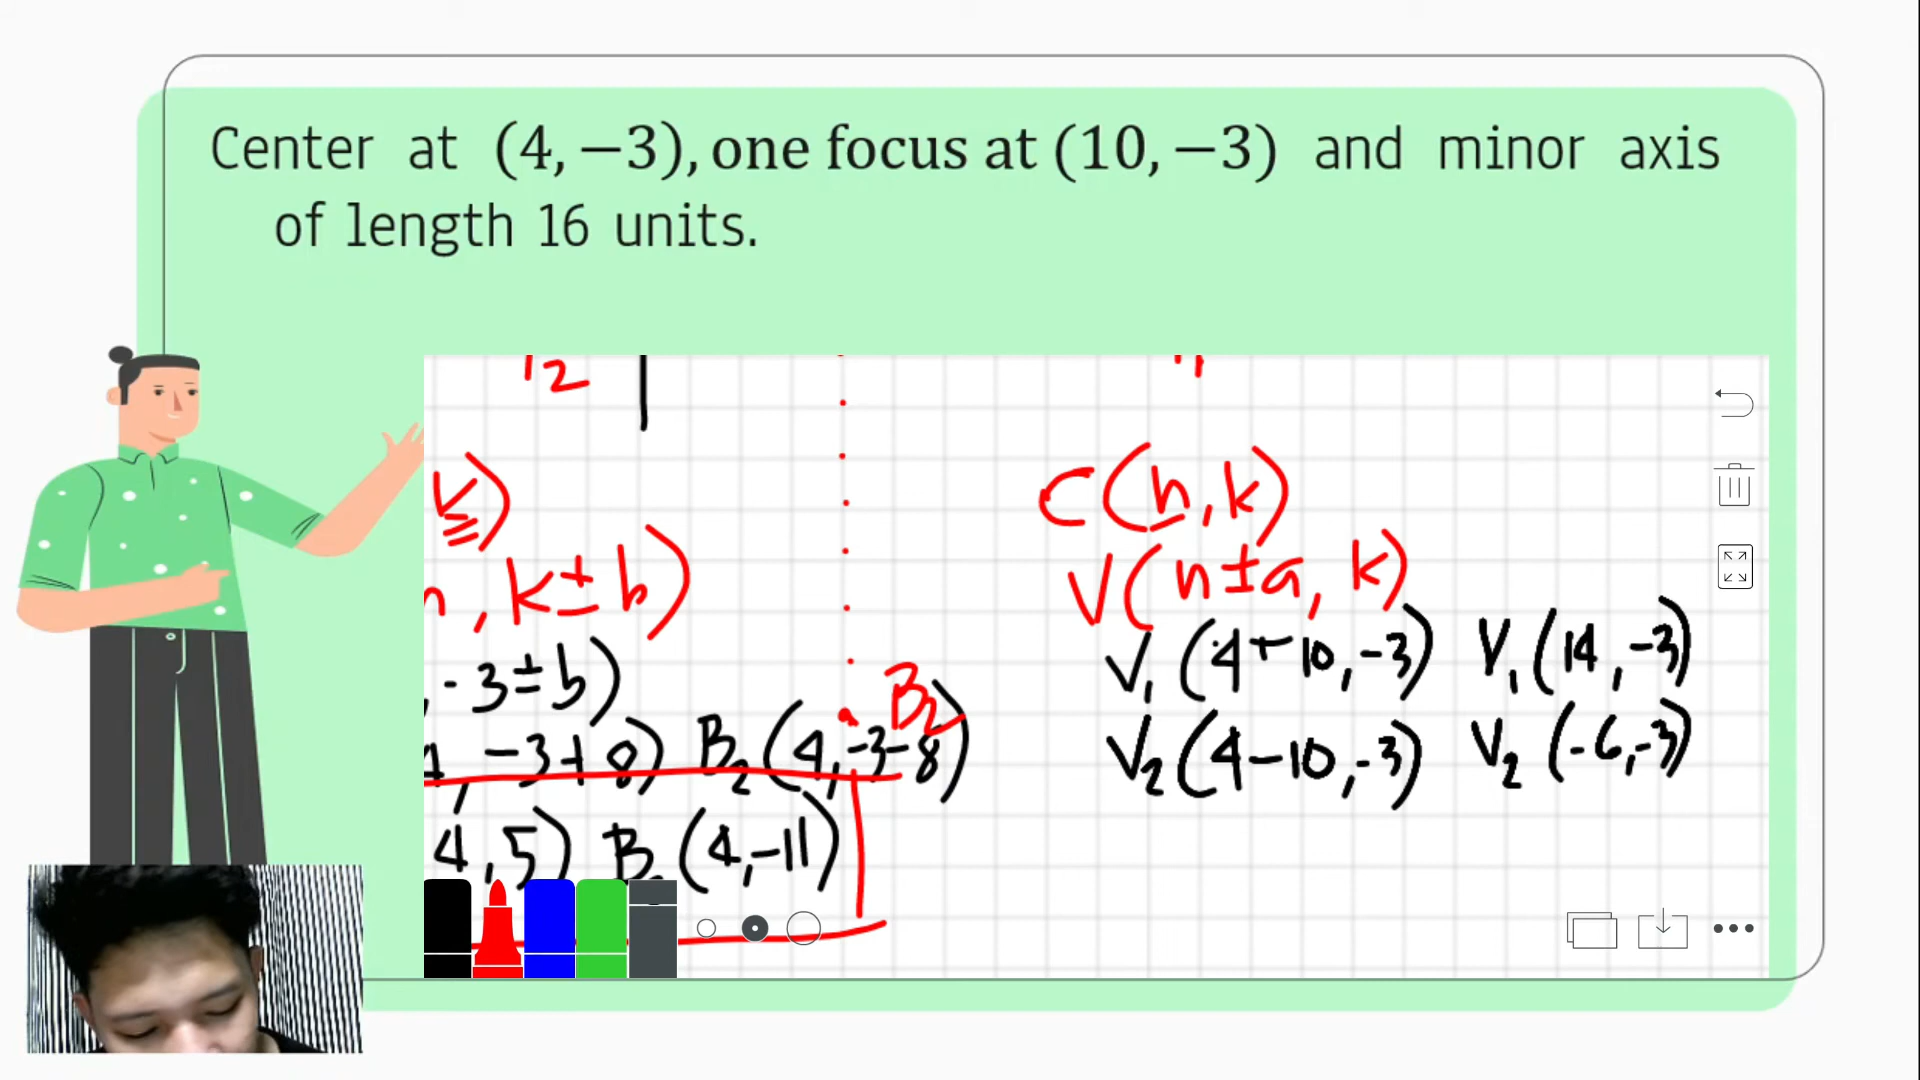 Center at (4, −3), one focus at (10, −3) and minor axis
of length 16 units.
k)
, k ± b)
, -3 ± b)
4, -3+8) B2 (4, -3-8)
B2
4, 5) B (4, -11)
C(h, k)
V(h ± a, k)
V1 (4+10, -3) V1 (14, -3)
V2 (4-10, -3) V2 (-6, -3)